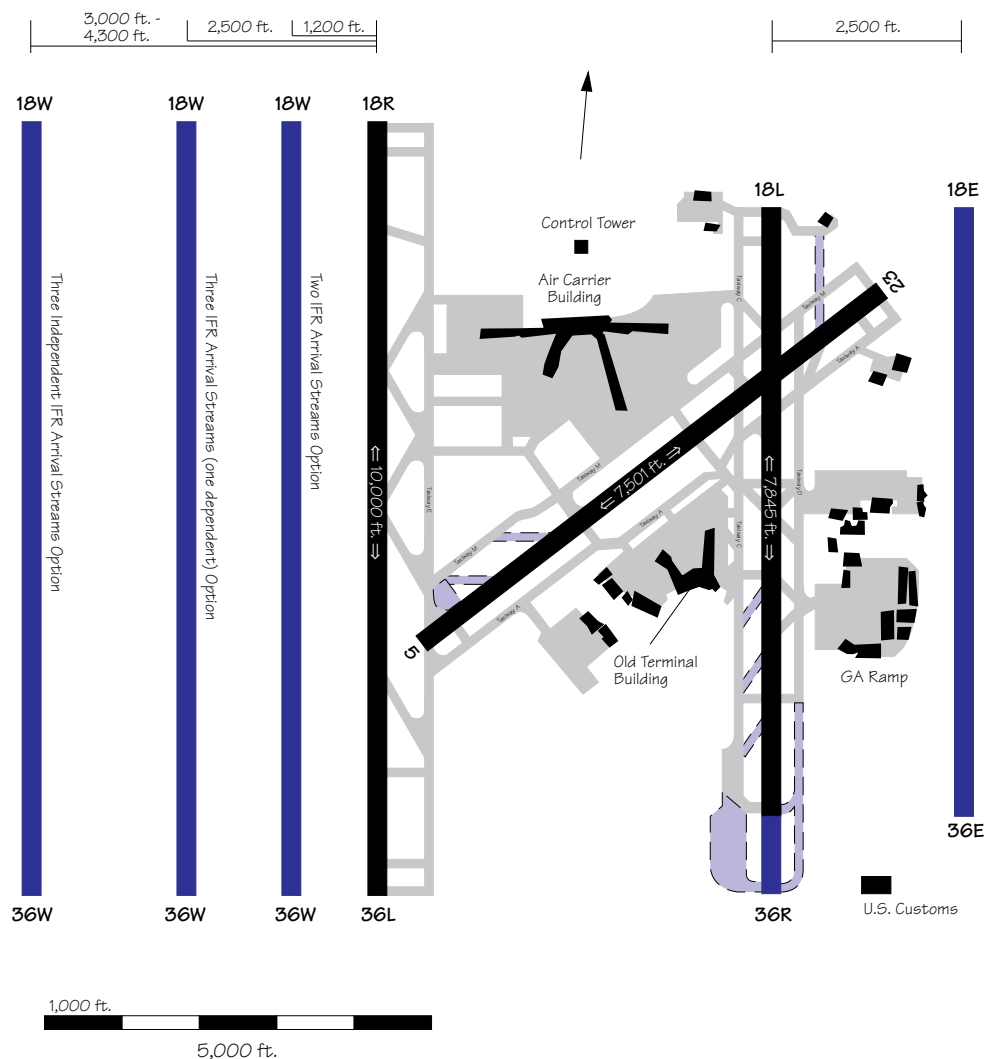 3,000 ft. -
4,300 ft.
2,500 ft.
1,200 ft.
2,500 ft.
18W
18W
18W
18R
18L
18E
Control Tower
Air Carrier
Building
23
Taxiway C
Taxiway M
Taxiway A
Three Independent IFR Arrival Streams Option
Three IFR Arrival Streams (one dependent) Option
Two IFR Arrival Streams Option
⇐ 10,000 ft. ⇒
⇐ 7,501 ft. ⇒
⇐ 7,845 ft. ⇒
Taxiway E
Taxiway M
Taxiway A
Taxiway D
Taxiway C
Taxiway M
Taxiway A
5
Old Terminal
Building
GA Ramp
36E
36W
36W
36W
36L
36R
U.S. Customs
1,000 ft.
5,000 ft.